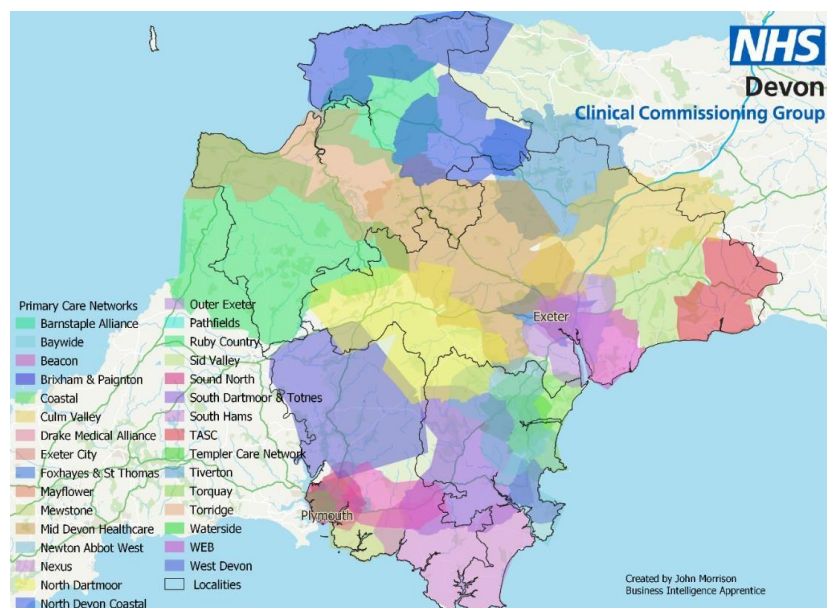 NHS
Devon
Clinical Commissioning Group
Exeter
Plymouth
Primary Care Networks
Barnstaple Alliance
Baywide
Beacon
Brixham & Paignton
Coastal
Culm Valley
Drake Medical Alliance
Exeter City
Foxhayes & St Thomas
Mayflower
Mewstone
Mid Devon Healthcare
Newton Abbot West
Nexus
North Dartmoor
North Devon Coastal
Outer Exeter
Pathfields
Ruby Country
Sid Valley
Sound North
South Dartmoor & Totnes
South Hams
TASC
Templer Care Network
Tiverton
Torquay
Torridge
Waterside
WEB
West Devon
Localities
Created by John Morrison
Business Intelligence Apprentice